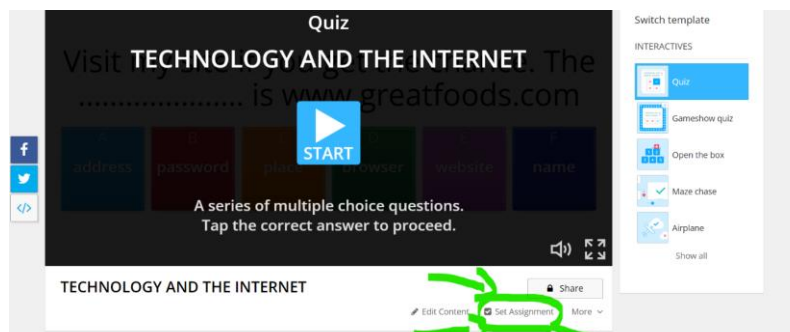 Quiz
TECHNOLOGY AND THE INTERNET
Visit my site if you get the chance. The
..................... is www.greatfoods.com
START
A B F
address password place browser website name
A series of multiple choice questions.
Tap the correct answer to proceed.
TECHNOLOGY AND THE INTERNET
Share
Edit Content Set Assignment More
Switch template
INTERACTIVES
Quiz
Gameshow quiz
Open the box
Maze chase
Airplane
Show all